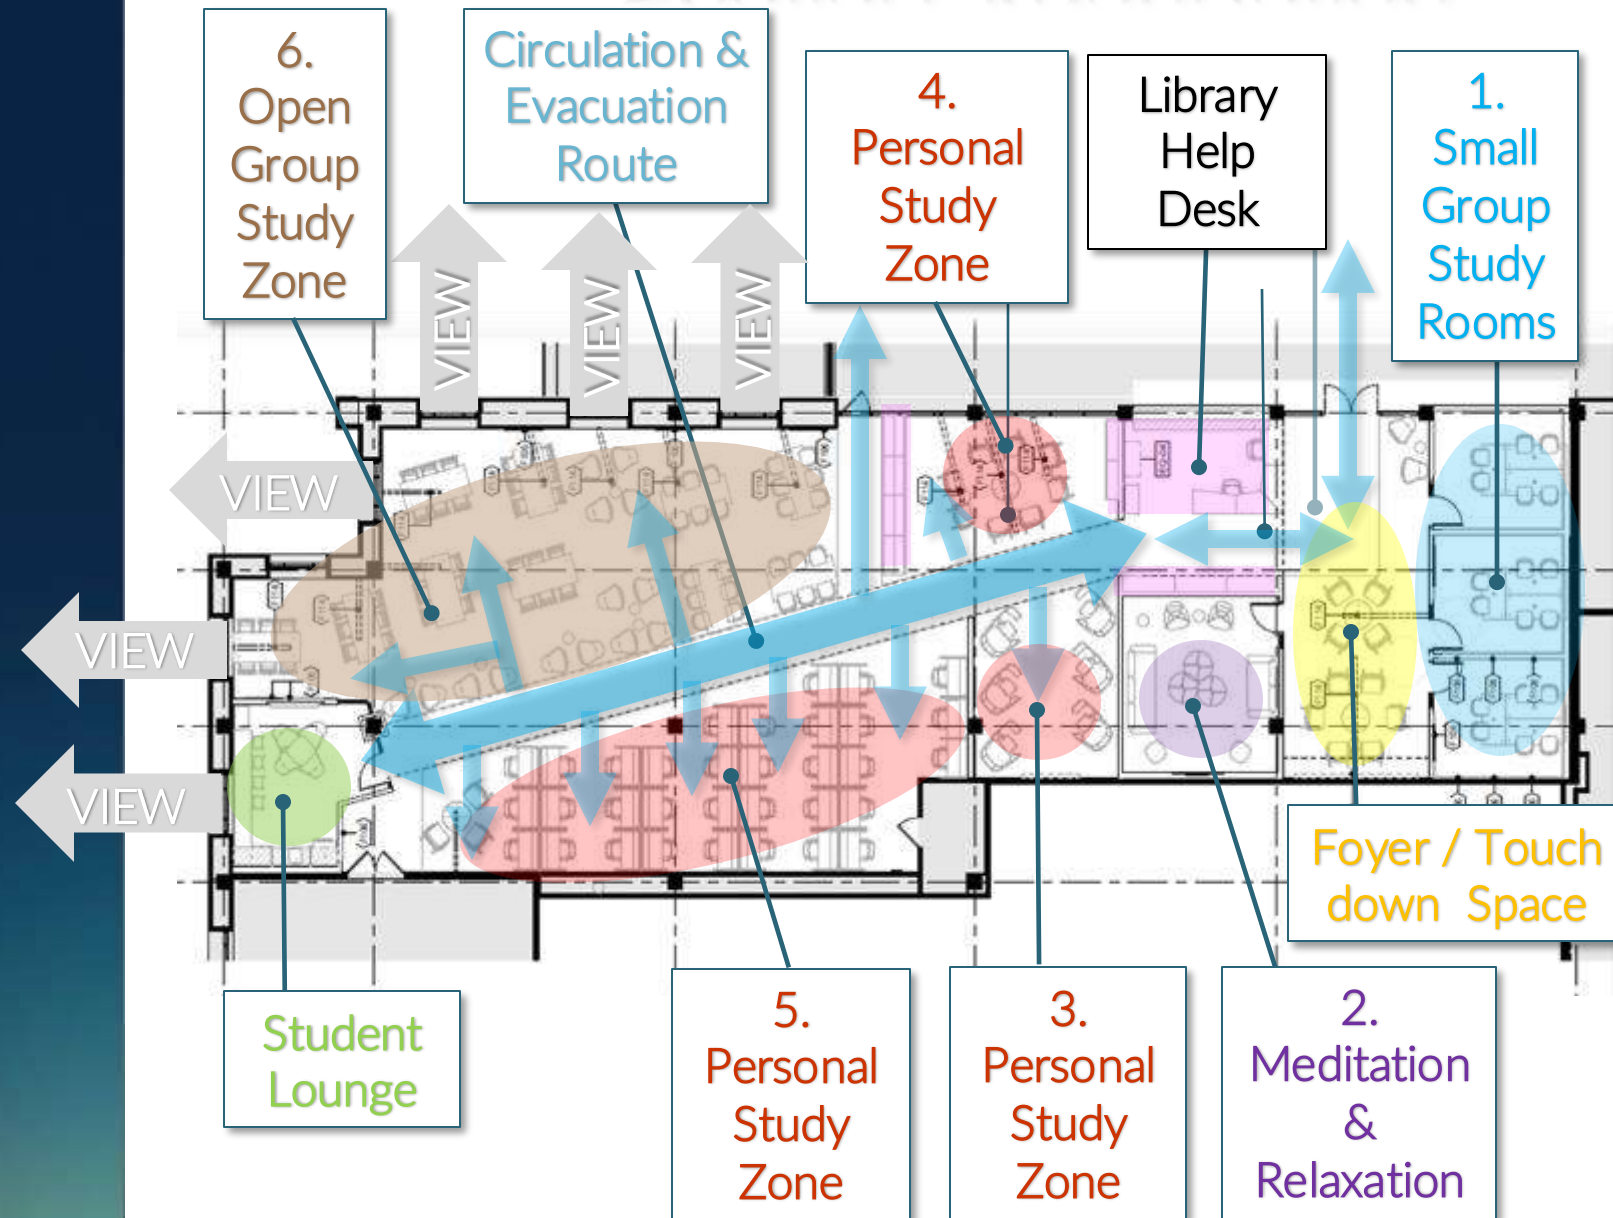 6.
Open
Group
Study
Zone
Circulation &
Evacuation
Route
4.
Personal
Study
Zone
Library
Help
Desk
1.
Small
Group
Study
Rooms
VIEW
VIEW
VIEW
VIEW
VIEW
VIEW
Foyer / Touch
down Space
Student
Lounge
5.
Personal
Study
Zone
3.
Personal
Study
Zone
2.
Meditation
&
Relaxation